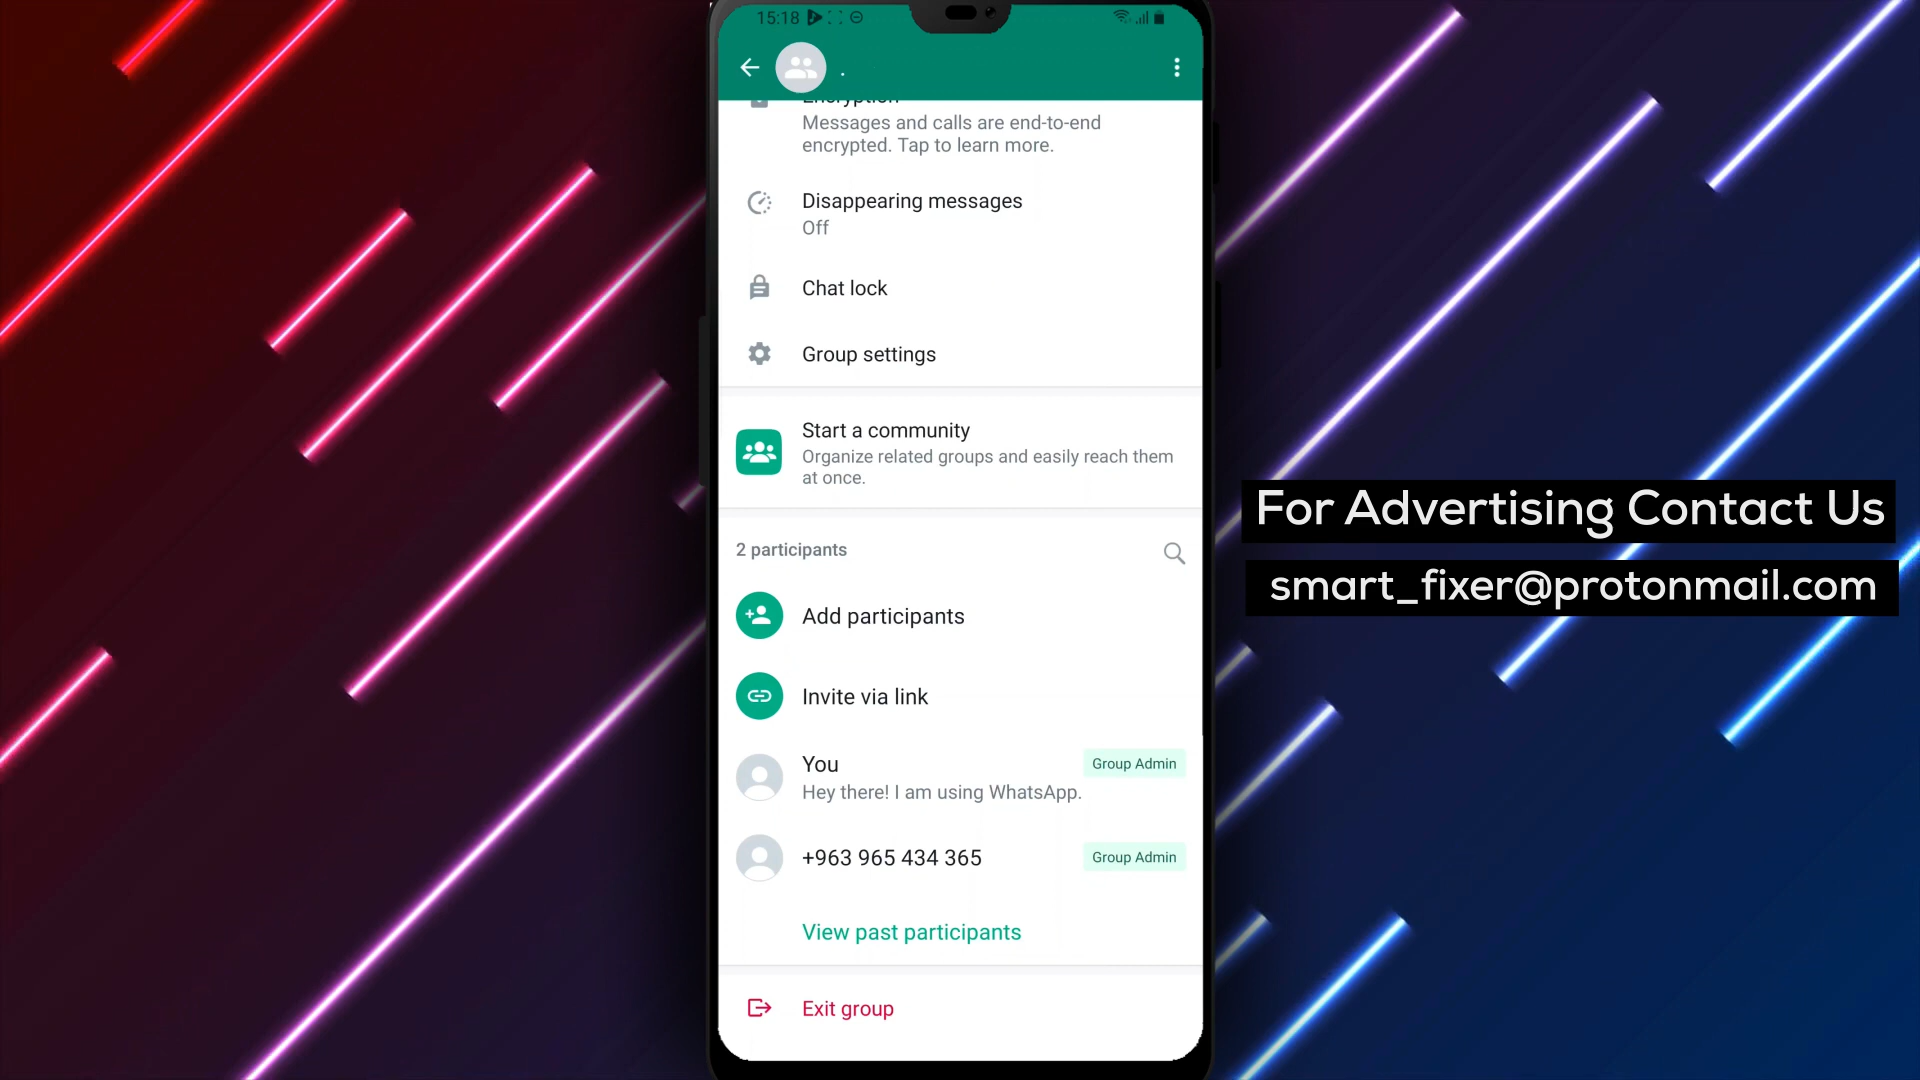 15:18
.
Encryption
Messages and calls are end-to-end
encrypted. Tap to learn more.
Disappearing messages
Off
Chat lock
Group settings
Start a community
Organize related groups and easily reach them
at once.
For Advertising Contact Us
smart_fixer@protonmail.com
2 participants
Add participants
Invite via link
You
Group Admin
Hey there! I am using WhatsApp.
+963 965 434 365
Group Admin
View past participants
Exit group